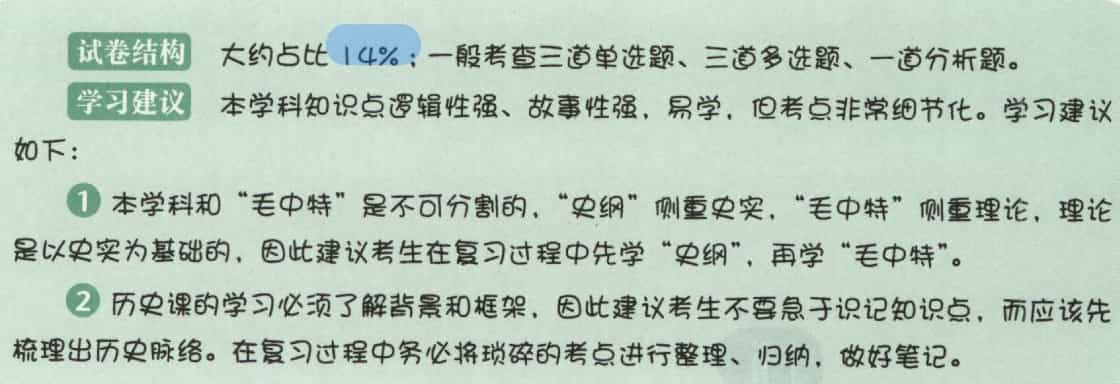 试卷结构 大约占比14%；一般考查三道单选题、三道多选题、一道分析题。
学习建议 本学科知识点逻辑性强、故事性强，易学，但考点非常细节化。学习建议
如下：
1 本学科和“毛中特”是不可分割的，“史纲”侧重史实，“毛中特”侧重理论，理论
是以史实为基础的，因此建议考生在复习过程中先学“史纲”，再学“毛中特”。
2 历史课的学习必须了解背景和框架，因此建议考生不要急于识记知识点，而应该先
梳理出历史脉络。在复习过程中务必将琐碎的考点进行整理、归纳，做好笔记。